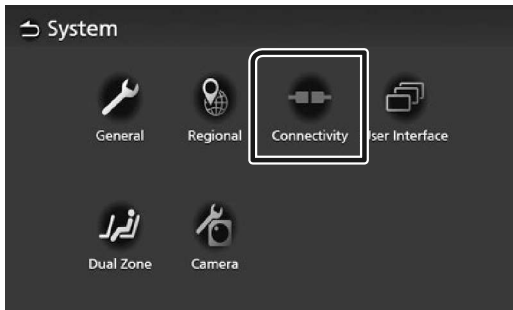 System
General
Regional
Connectivity
ser Interface
Dual Zone
Camera